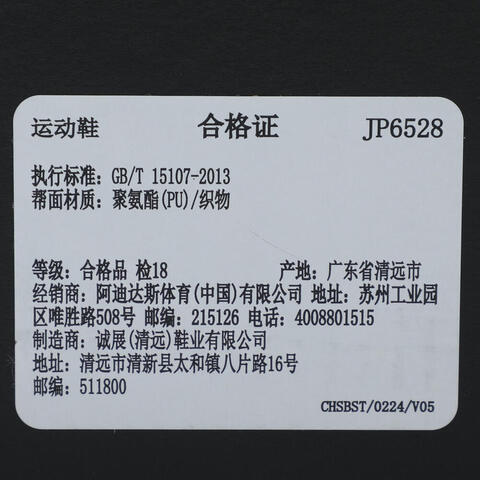 运动鞋 合格证 JP6528
执行标准: GB/T 15107-2013
帮面材质: 聚氨酯(PU)/织物
等级: 合格品 检18 产地: 广东省清远市
经销商: 阿迪达斯体育(中国)有限公司 地址: 苏州工业园
区唯胜路508号 邮编: 215126 电话: 4008801515
制造商: 诚展(清远)鞋业有限公司
地址: 清远市清新县太和镇八片路16号
邮编: 511800
CHSBST/0224/V05